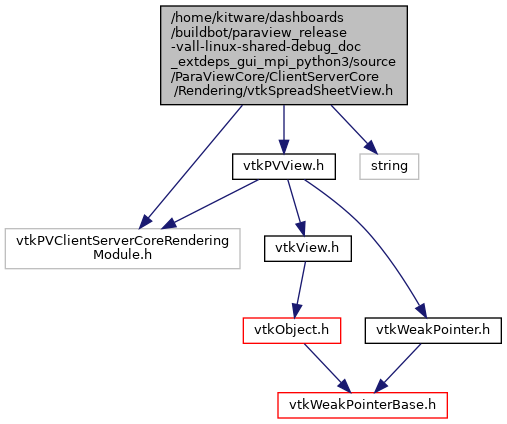 /home/kitware/dashboards
/buildbot/paraview_release
-vall-linux-shared-debug_doc
_extdeps_gui_mpi_python3/source
/ParaViewCore/ClientServerCore
/Rendering/vtkSpreadSheetView.h
vtkPVView.h
string
vtkPVClientServerCoreRendering
Module.h
vtkView.h
vtkObject.h
vtkWeakPointer.h
vtkWeakPointerBase.h